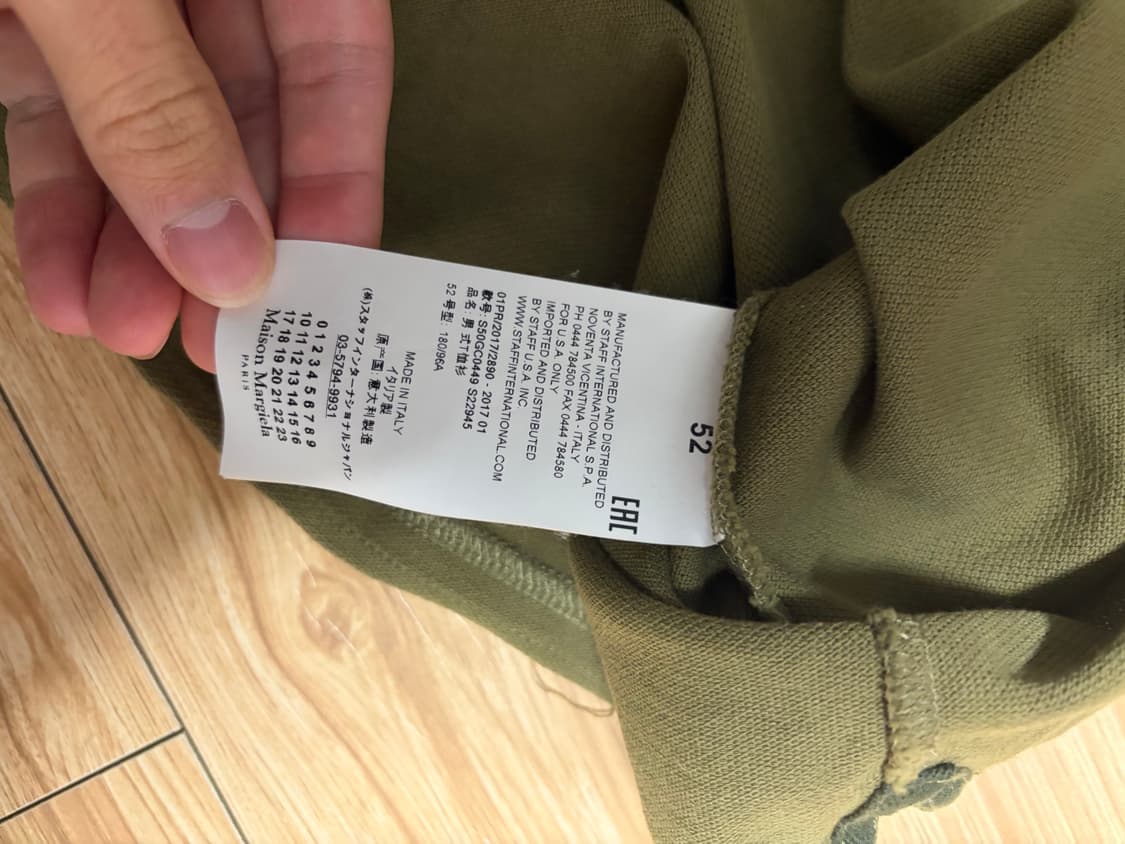 52
EAC
MANUFACTURED AND DISTRIBUTED
BY STAFF INTERNATIONAL S.P.A.
NOVENTA VICENTINA - ITALY
PH 0444 784500 FAX 0444 784580
FOR U.S.A. ONLY
IMPORTED AND DISTRIBUTED
BY STAFF U.S.A. INC
WWW.STAFFINTERNATIONAL.COM
01PR/2017/2890 - 2017 01
款号: S50GC0449 S22945
品名: 男式T恤衫
52 号型: 180/96A
MADE IN ITALY
イタリア製
原产国: 意大利製造
(株)スタッフインターナショナルジャパン
03-5794-9931
0 1 2 3 4 5 6 7 8 9
10 11 12 13 14 15 16
17 18 19 20 21 22 23
Maison Margiela
PARIS